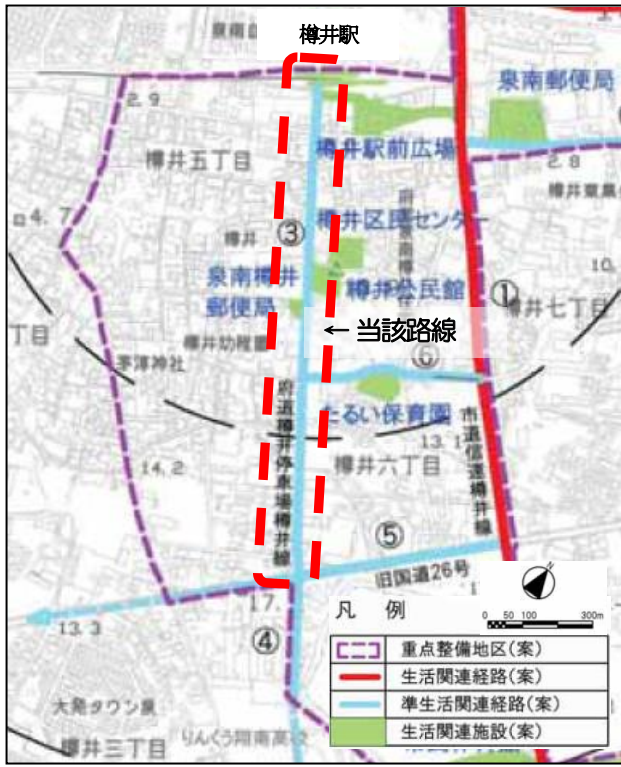 樽井駅
泉南郵便局
2.9
樽井駅前広場
樽井五丁目
2.8
4.7
樽井区民センター
③
樽井
10.
泉南樽井
郵便局
樽井公民館
①
樽井七丁目
丁目
← 当該路線
樽井幼稚園
茅渟神社
⑥
たるい保育園
13.1
府道樽井停車場樽井線
市道信達樽井線
14.2
樽井六丁目
⑤
旧国道26号
17.
④
13.3
凡 例
0 50 100 300m
重点整備地区(案)
生活関連経路(案)
準生活関連経路(案)
生活関連施設(案)
大発タウン泉
樽井三丁目
りんくう翔南高校